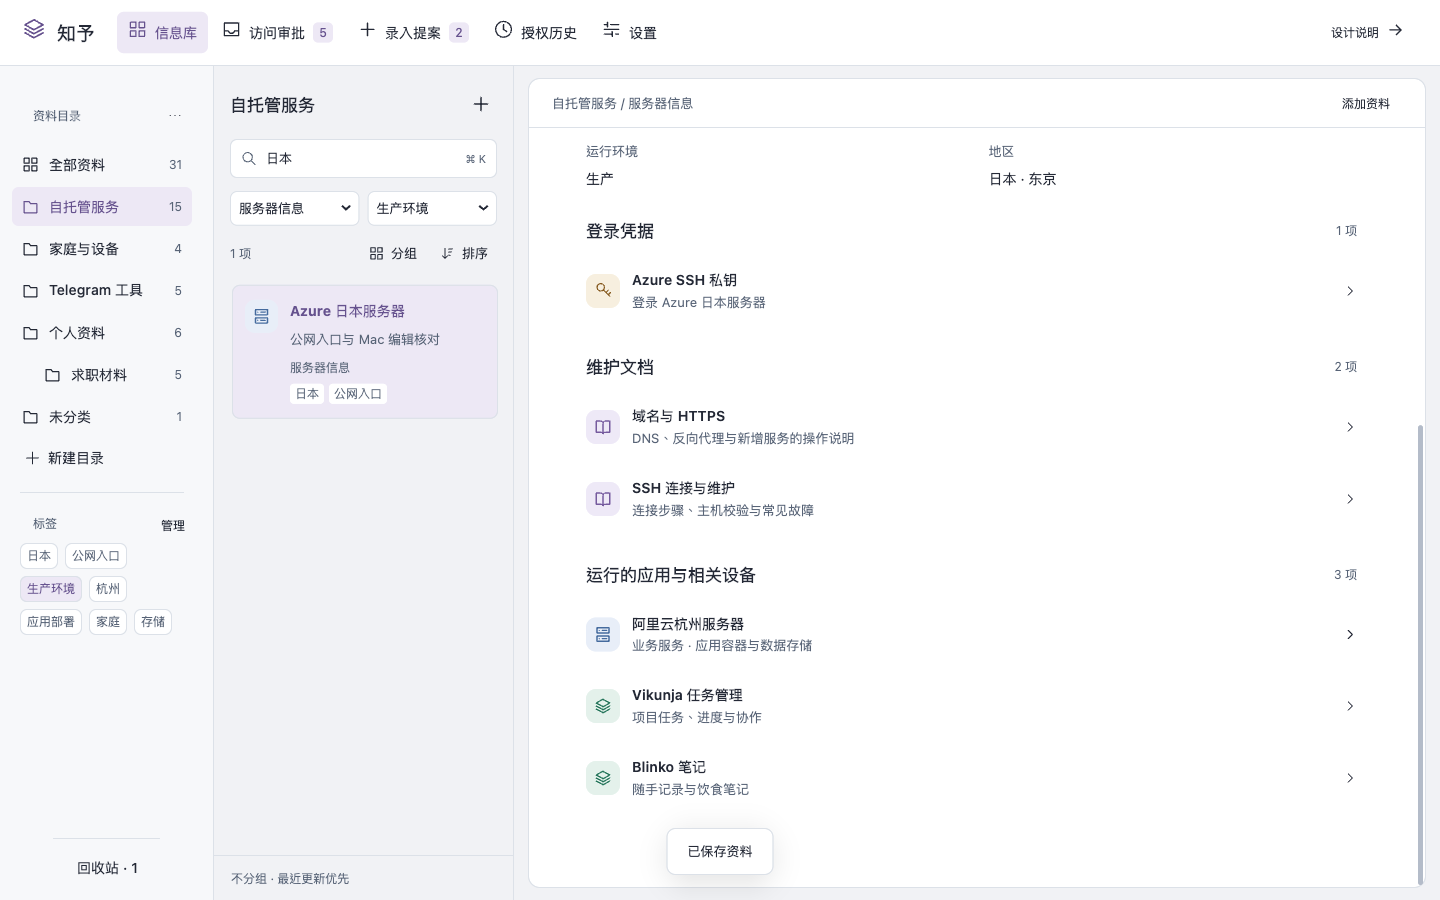 知予
信息库
访问审批 5
录入提案 2
授权历史
设置
设计说明
资料目录
全部资料 31
自托管服务 15
家庭与设备 4
Telegram 工具 5
个人资料 6
求职材料 5
未分类 1
新建目录
标签 管理
日本 公网入口
生产环境 杭州
应用部署 家庭 存储
回收站 · 1
自托管服务
日本 ⌘ K
服务器信息 生产环境
1 项 分组 排序
Azure 日本服务器
公网入口与 Mac 编辑核对
服务器信息
日本 公网入口
不分组 · 最近更新优先
自托管服务 / 服务器信息 添加资料
运行环境 地区
生产 日本 · 东京
登录凭据 1 项
Azure SSH 私钥
登录 Azure 日本服务器
维护文档 2 项
域名与 HTTPS
DNS、反向代理与新增服务的操作说明
SSH 连接与维护
连接步骤、主机校验与常见故障
运行的应用与相关设备 3 项
阿里云杭州服务器
业务服务 · 应用容器与数据存储
Vikunja 任务管理
项目任务、进度与协作
Blinko 笔记
随手记录与饮食笔记
已保存资料